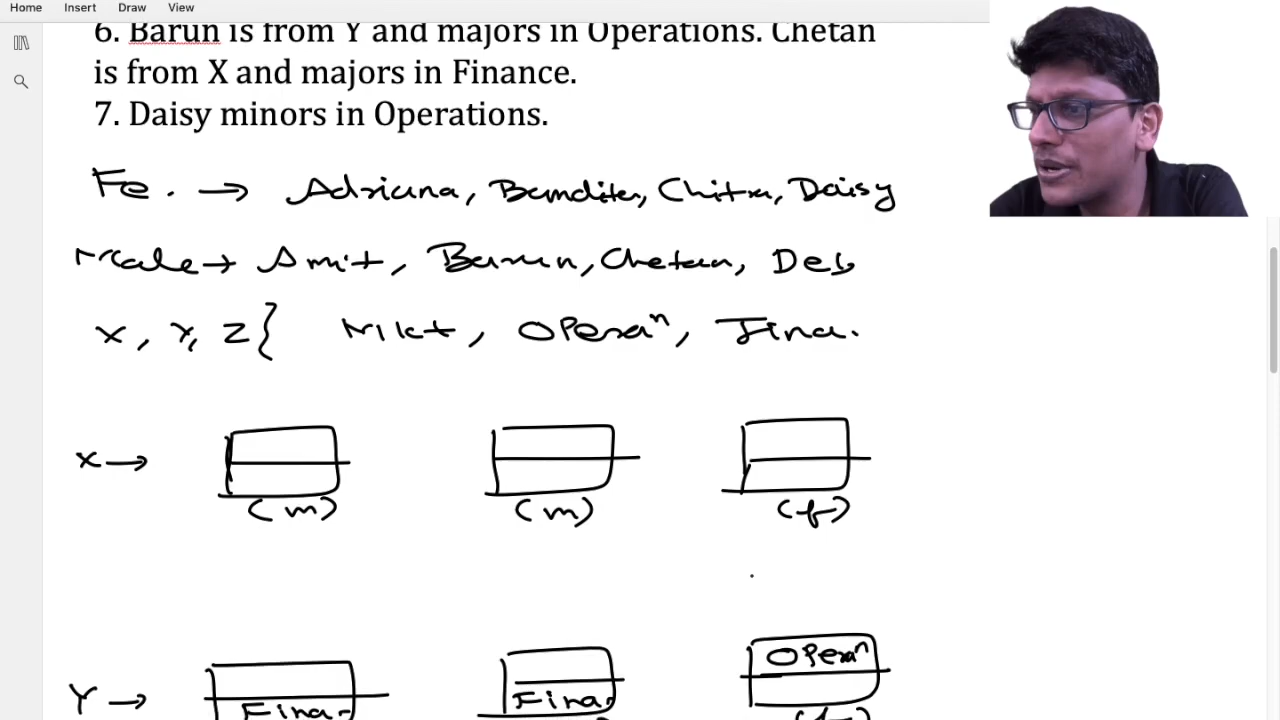 Home Insert Draw View
6. Barun is from Y and majors in Operations. Chetan
is from X and majors in Finance.
7. Daisy minors in Operations.
Fe. → Adriana, Bandita, Chitra, Daisy
Male → Amit, Barun, Chetan, Deb
X, Y, Z } Mkt, Operaⁿ, Fina.
X →
(m) (m) (f)
Operaⁿ
Y → Fina. Fina.
(f)